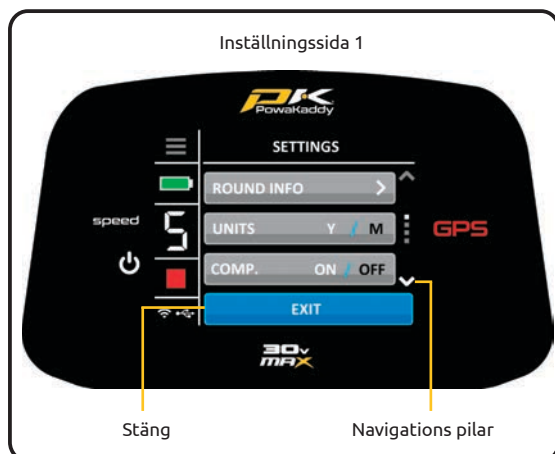 Inställningssida 1
PK
PowaKaddy
SETTINGS
ROUND INFO >
speed 5 UNITS Y / M GPS
COMP. ON / OFF
EXIT
30v
MAX
Stäng Navigations pilar